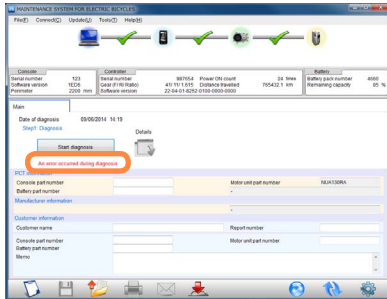 MAINTENANCE SYSTEM FOR ELECTRIC BICYCLES
File(F) Connect(C) Update(U) Tools(T) Help(H)
Console Controller Battery
Serial number 123 Serial number 987654 Power ON count 24 times Battery pack number 4660
Software version 1ED6 Gear (F/R/Ratio) 41/ 11/ 1.615 Distance travelled 765432.1 km Remaining capacity 85 %
Perimeter 2200 mm Software version 22-04-01-8252-0100-0000-0000
Main
Date of diagnosis 09/06/2014 14:19
Step1: Diagnosis Details
Start diagnosis
An error occurred during diagnosis
PCT information
Console part number Motor unit part number NUA130RA
Battery part number -
Manufacturer information
-
Customer information
Customer name Report number
Console part number Motor unit part number
Battery part number
Memo